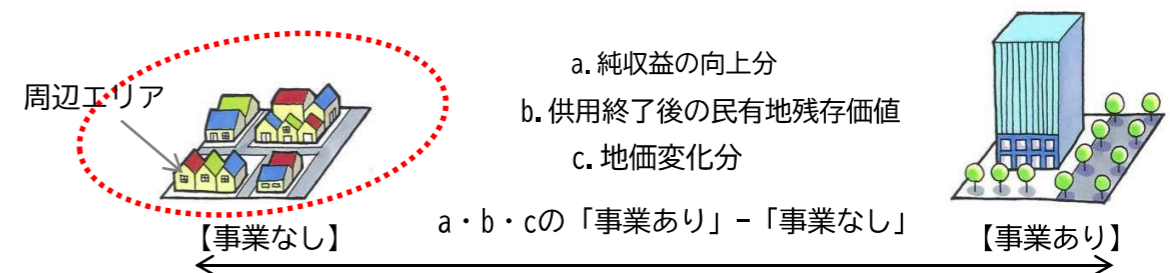 周辺エリア
a.純収益の向上分
b.供用終了後の民有地残存価値
c.地価変化分
a・b・cの「事業あり」−「事業なし」
【事業なし】
【事業あり】